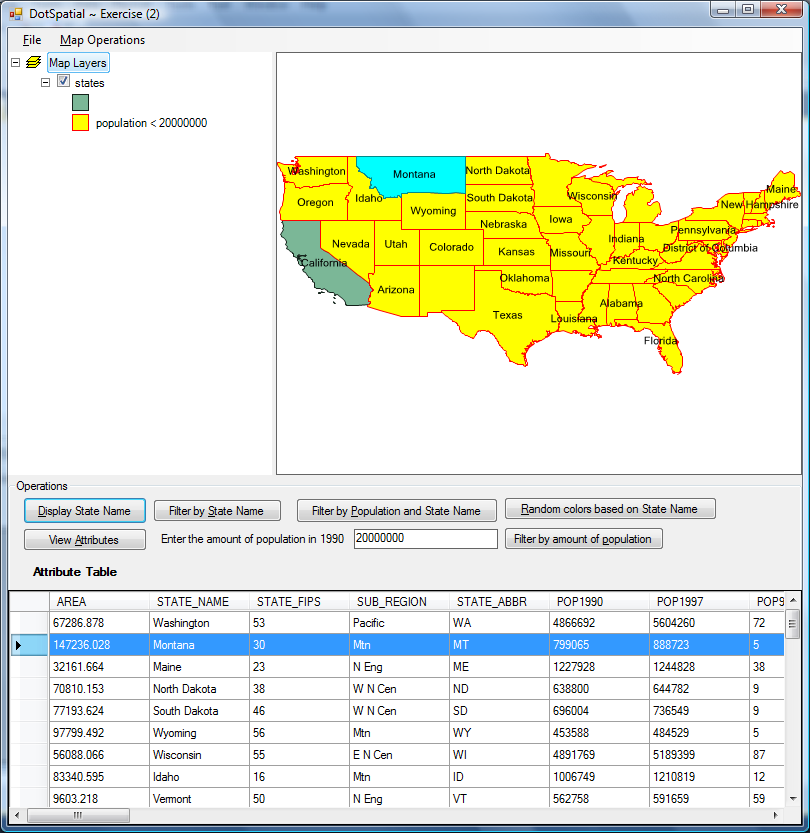 DotSpatial ~ Exercise (2)
File Map Operations
Map Layers
states
population < 20000000
Washington Montana North Dakota Maine
Oregon Idaho South Dakota Wisconsin New Hampshire
Wyoming Iowa
Nebraska Pennsylvania
Nevada Utah Colorado Kansas Missouri Indiana District of Columbia
California Kentucky
Arizona Oklahoma North Carolina
Texas Louisiana Alabama
Florida
Operations
Display State Name Filter by State Name Filter by Population and State Name Random colors based on State Name
View Attributes Enter the amount of population in 1990 20000000 Filter by amount of population
Attribute Table
AREA STATE_NAME STATE_FIPS SUB_REGION STATE_ABBR POP1990 POP1997 POP9
67286.878 Washington 53 Pacific WA 4866692 5604260 72
147236.028 Montana 30 Mtn MT 799065 888723 5
32161.664 Maine 23 N Eng ME 1227928 1244828 38
70810.153 North Dakota 38 W N Cen ND 638800 644782 9
77193.624 South Dakota 46 W N Cen SD 696004 736549 9
97799.492 Wyoming 56 Mtn WY 453588 484529 5
56088.066 Wisconsin 55 E N Cen WI 4891769 5189399 87
83340.595 Idaho 16 Mtn ID 1006749 1210819 12
9603.218 Vermont 50 N Eng VT 562758 591659 59